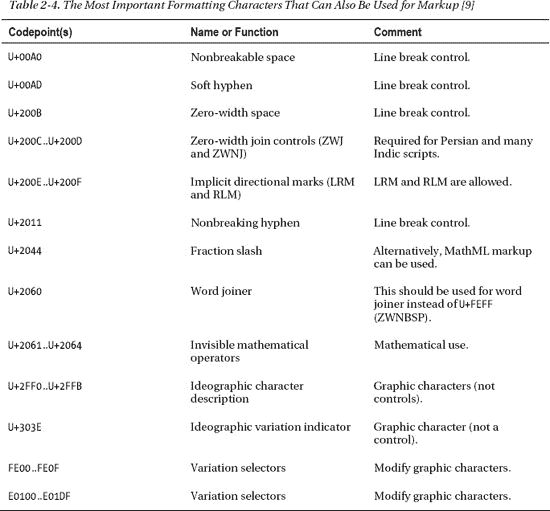 Table 2-4. The Most Important Formatting Characters That Can Also Be Used for Markup [9]
Codepoint(s) Name or Function Comment
U+00A0 Nonbreakable space Line break control.
U+00AD Soft hyphen Line break control.
U+200B Zero-width space Line break control.
U+200C..U+200D Zero-width join controls (ZWJ Required for Persian and many
and ZWNJ) Indic scripts.
U+200E..U+200F Implicit directional marks (LRM LRM and RLM are allowed.
and RLM)
U+2011 Nonbreaking hyphen Line break control.
U+2044 Fraction slash Alternatively, MathML markup
can be used.
U+2060 Word joiner This should be used for word
joiner instead of U+FEFF
(ZWNBSP).
U+2061..U+2064 Invisible mathematical Mathematical use.
operators
U+2FF0..U+2FFB Ideographic character Graphic characters (not
description controls).
U+303E Ideographic variation indicator Graphic character (not a
control).
FE00..FE0F Variation selectors Modify graphic characters.
E0100..E01DF Variation selectors Modify graphic characters.